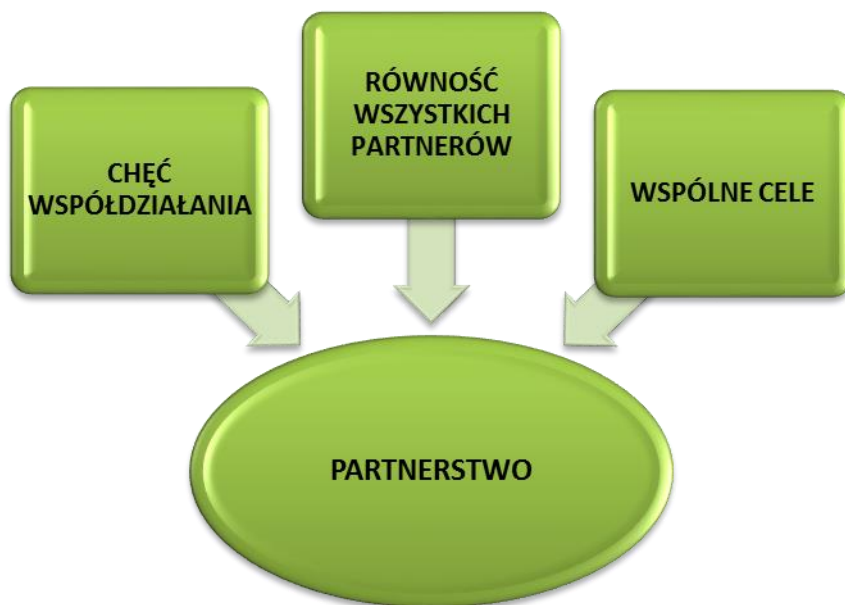 CHĘĆ
WSPÓŁDZIAŁANIA
RÓWNOŚĆ
WSZYSTKICH
PARTNERÓW
WSPÓLNE CELE
PARTNERSTWO